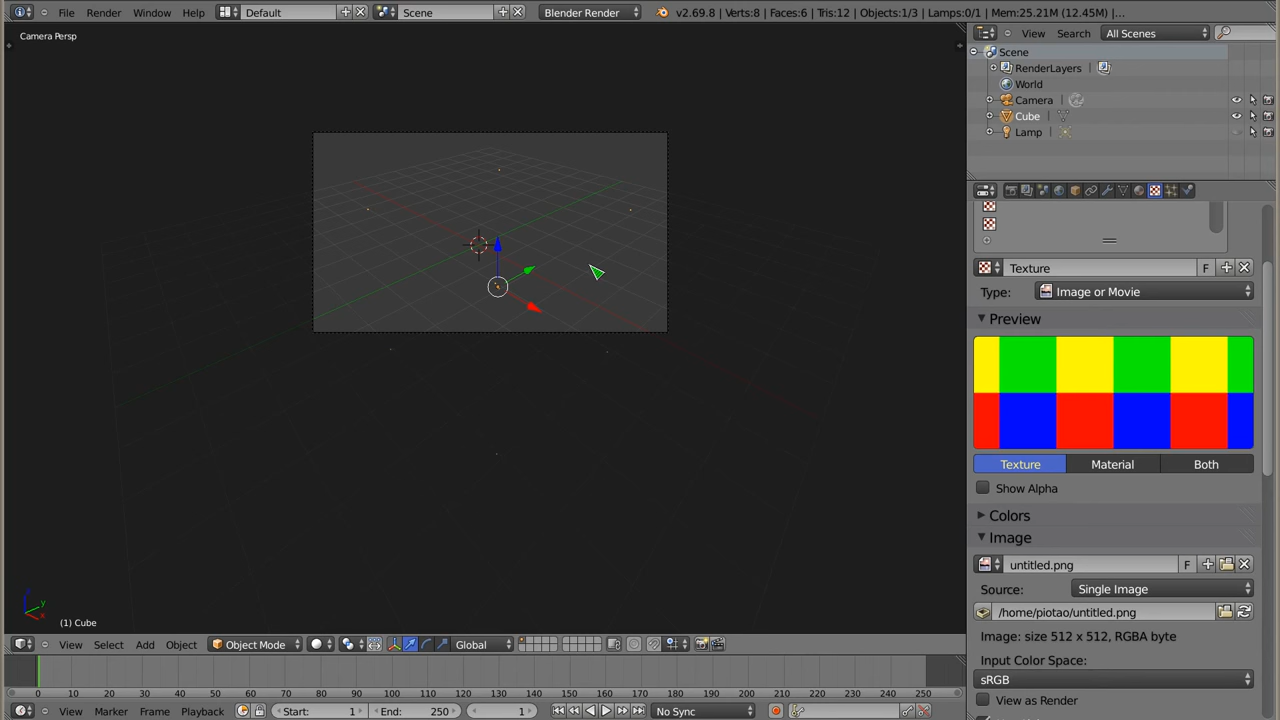 File Render Window Help Default Scene Blender Render v2.69.8 | Verts:8 | Faces:6 | Tris:12 | Objects:1/3 | Lamps:0/1 | Mem:25.21M (12.45M) |...
Camera Persp
View Search All Scenes
Scene
RenderLayers
World
Camera
Cube
Lamp
Texture F
Type: Image or Movie
Preview
Texture Material Both
Show Alpha
Colors
Image
untitled.png F
Source: Single Image
/home/piotao/untitled.png
Image: size 512 x 512, RGBA byte
Input Color Space:
sRGB
View as Render
z
y
x
(1) Cube
View Select Add Object Object Mode Global
0 10 20 30 40 50 60 70 80 90 100 110 120 130 140 150 160 170 180 190 200 210 220 230 240 250
View Marker Frame Playback Start: 1 End: 250 1 No Sync